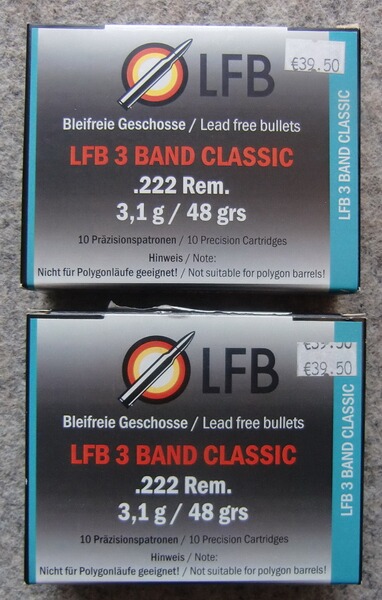 LFB
€39.50
Bleifreie Geschosse / Lead free bullets
LFB 3 BAND CLASSIC
.222 Rem.
3,1 g / 48 grs
10 Präzisionspatronen / 10 Precision Cartridges
Hinweis / Note:
Nicht für Polygonläufe geeignet! / Not suitable for polygon barrels!
LFB 3 BAND CLASSIC
LFB
€39.50
€39.50
Bleifreie Geschosse / Lead free bullets
LFB 3 BAND CLASSIC
.222 Rem.
3,1 g / 48 grs
10 Präzisionspatronen / 10 Precision Cartridges
Hinweis / Note:
Nicht für Polygonläufe geeignet! / Not suitable for polygon barrels!
LFB 3 BAND CLASSIC